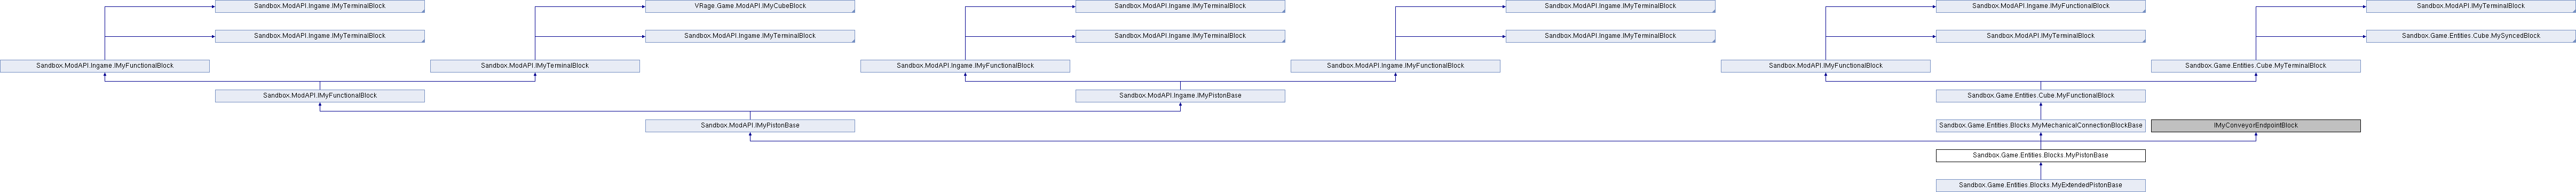 Sandbox.ModAPI.Ingame.IMyTerminalBlock
VRage.Game.ModAPI.IMyCubeBlock
Sandbox.ModAPI.Ingame.IMyTerminalBlock
Sandbox.ModAPI.Ingame.IMyTerminalBlock
Sandbox.ModAPI.Ingame.IMyFunctionalBlock
Sandbox.ModAPI.Ingame.IMyTerminalBlock
Sandbox.ModAPI.Ingame.IMyTerminalBlock
Sandbox.ModAPI.Ingame.IMyTerminalBlock
Sandbox.ModAPI.Ingame.IMyTerminalBlock
Sandbox.ModAPI.Ingame.IMyTerminalBlock
Sandbox.ModAPI.IMyTerminalBlock
Sandbox.Game.Entities.Cube.MySyncedBlock
Sandbox.ModAPI.Ingame.IMyFunctionalBlock
Sandbox.ModAPI.IMyTerminalBlock
Sandbox.ModAPI.Ingame.IMyFunctionalBlock
Sandbox.ModAPI.Ingame.IMyFunctionalBlock
Sandbox.ModAPI.IMyFunctionalBlock
Sandbox.Game.Entities.Cube.MyTerminalBlock
Sandbox.ModAPI.IMyFunctionalBlock
Sandbox.ModAPI.Ingame.IMyPistonBase
Sandbox.Game.Entities.Cube.MyFunctionalBlock
Sandbox.ModAPI.IMyPistonBase
Sandbox.Game.Entities.Blocks.MyMechanicalConnectionBlockBase
IMyConveyorEndpointBlock
Sandbox.Game.Entities.Blocks.MyPistonBase
Sandbox.Game.Entities.Blocks.MyExtendedPistonBase